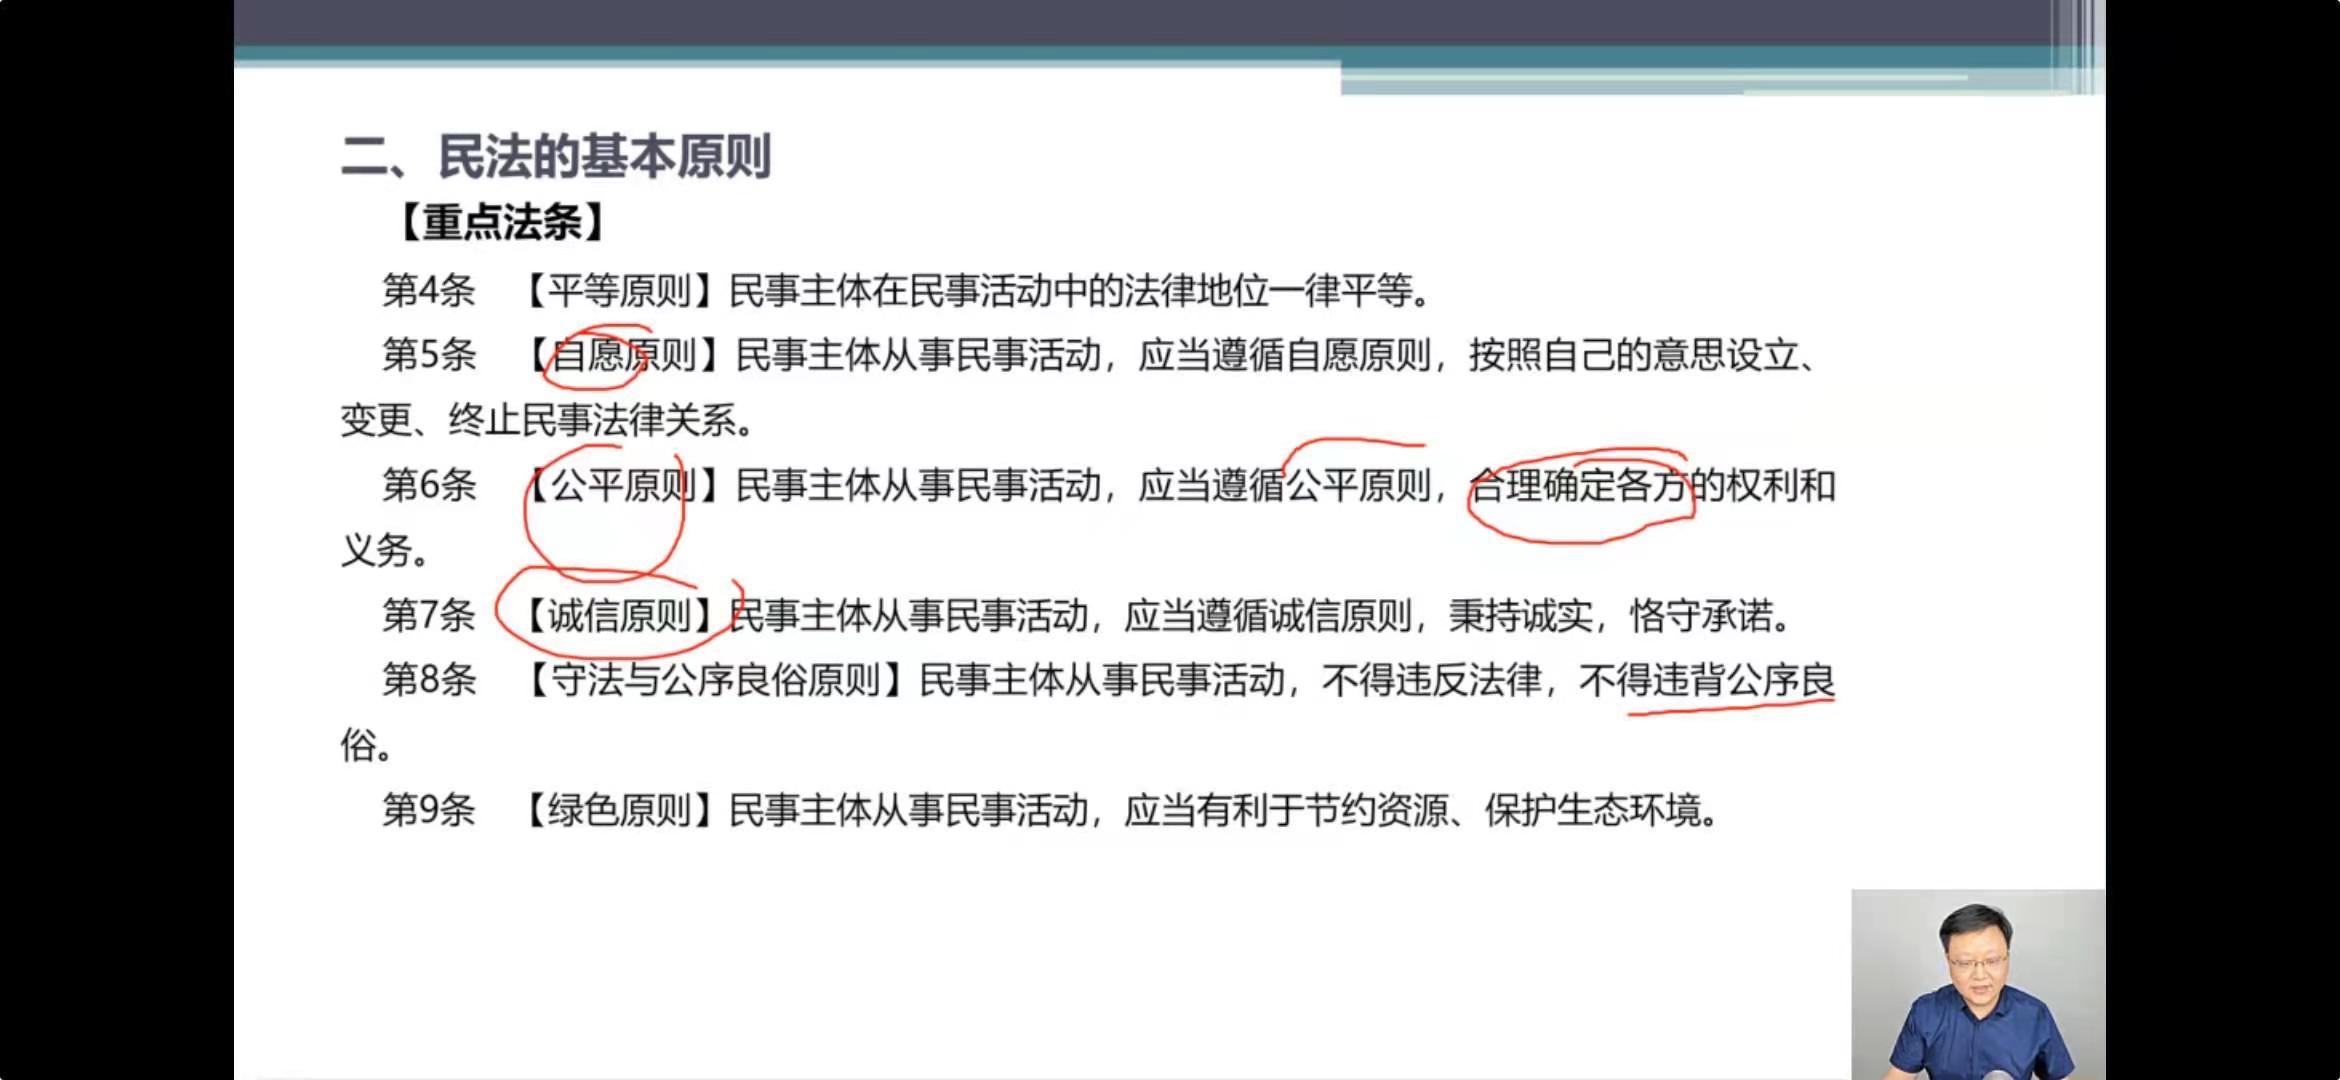 二、民法的基本原则
【重点法条】
第4条 【平等原则】民事主体在民事活动中的法律地位一律平等。
第5条 【自愿原则】民事主体从事民事活动，应当遵循自愿原则，按照自己的意思设立、
变更、终止民事法律关系。
第6条 【公平原则】民事主体从事民事活动，应当遵循公平原则，合理确定各方的权利和
义务。
第7条 【诚信原则】民事主体从事民事活动，应当遵循诚信原则，秉持诚实，恪守承诺。
第8条 【守法与公序良俗原则】民事主体从事民事活动，不得违反法律，不得违背公序良
俗。
第9条 【绿色原则】民事主体从事民事活动，应当有利于节约资源、保护生态环境。